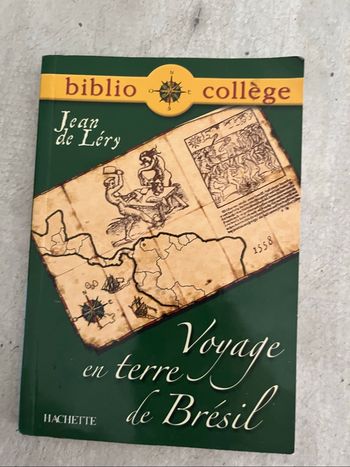 biblio collège
Jean
de Léry
1558
Voyage
en terre
de Brésil
HACHETTE